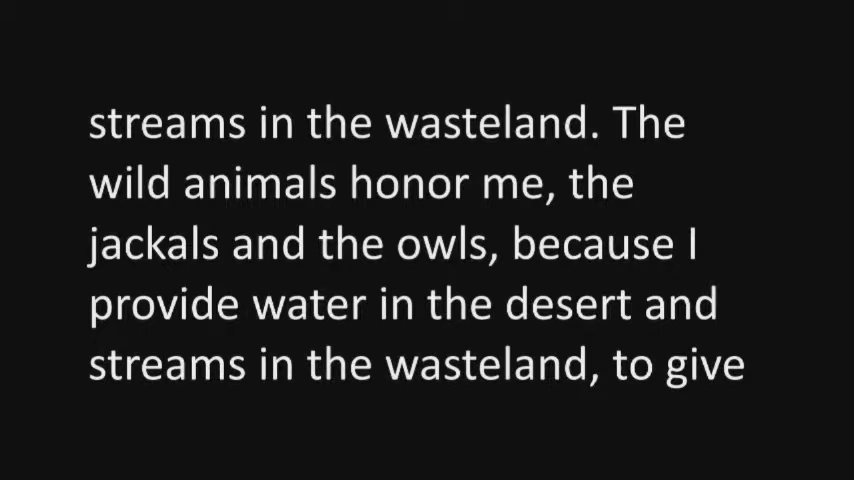 streams in the wasteland. The
wild animals honor me, the
jackals and the owls, because I
provide water in the desert and
streams in the wasteland, to give